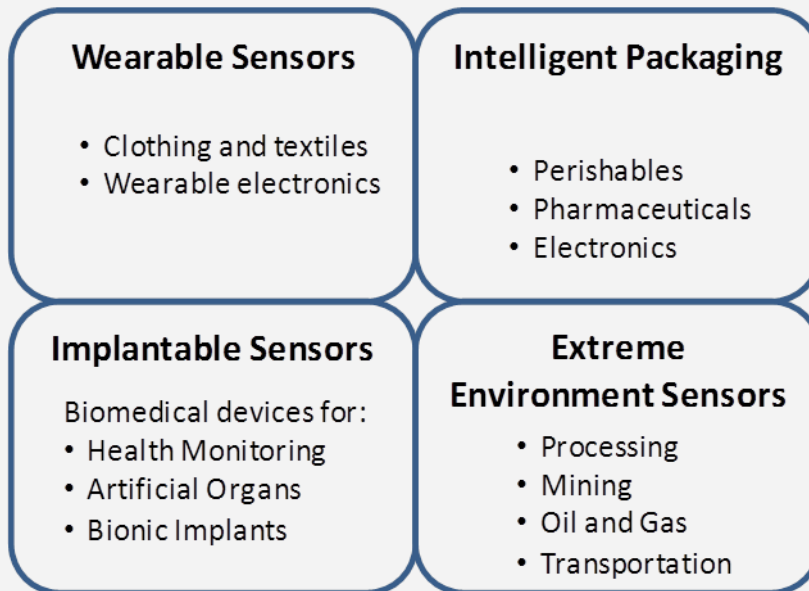 Wearable Sensors
• Clothing and textiles
• Wearable electronics
Intelligent Packaging
• Perishables
• Pharmaceuticals
• Electronics
Implantable Sensors
Biomedical devices for:
• Health Monitoring
• Artificial Organs
• Bionic Implants
Extreme
Environment Sensors
• Processing
• Mining
• Oil and Gas
• Transportation